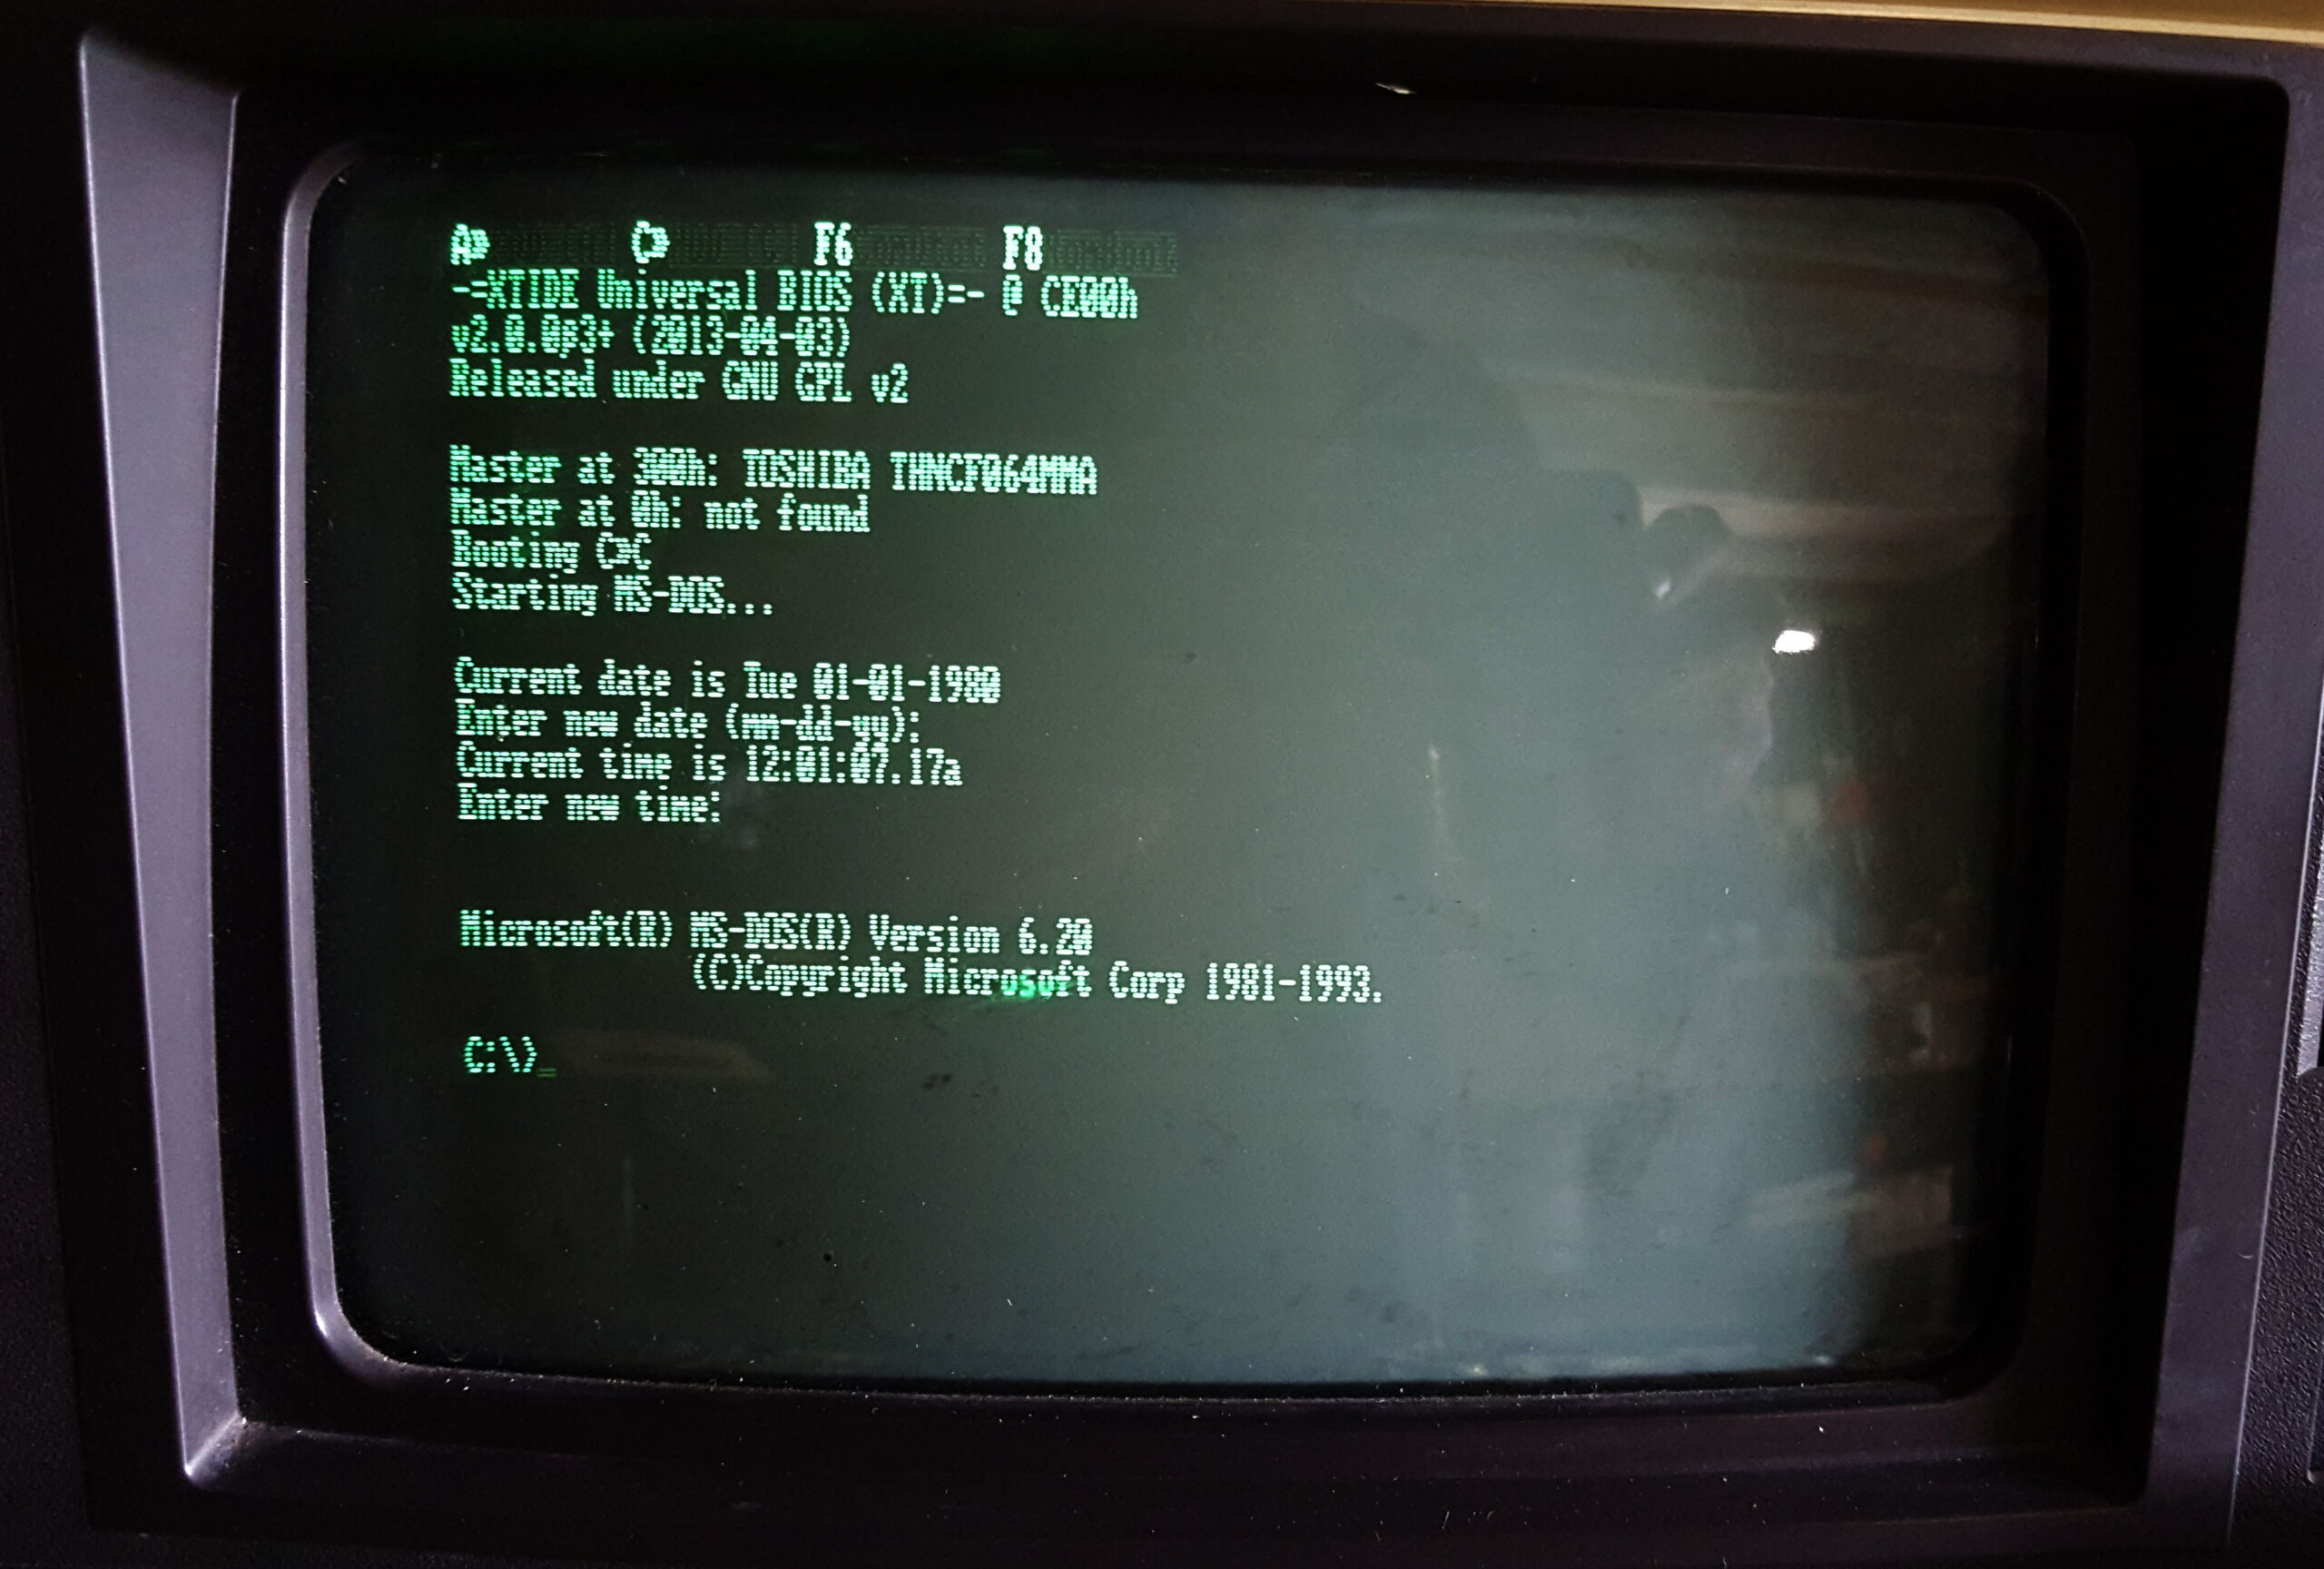 A» C» F6 F8
-=XTIDE Universal BIOS (XT)=- @ CE00h
v2.0.0β3+ (2013-04-03)
Released under GNU GPL v2
Master at 300h: TOSHIBA THNCF064MMA
Master at 0h: not found
Booting C»C
Starting MS-DOS...
Current date is Tue 01-01-1980
Enter new date (mm-dd-yy):
Current time is 12:01:07.17a
Enter new time:
Microsoft(R) MS-DOS(R) Version 6.20
(C)Copyright Microsoft Corp 1981-1993.
C:\>_